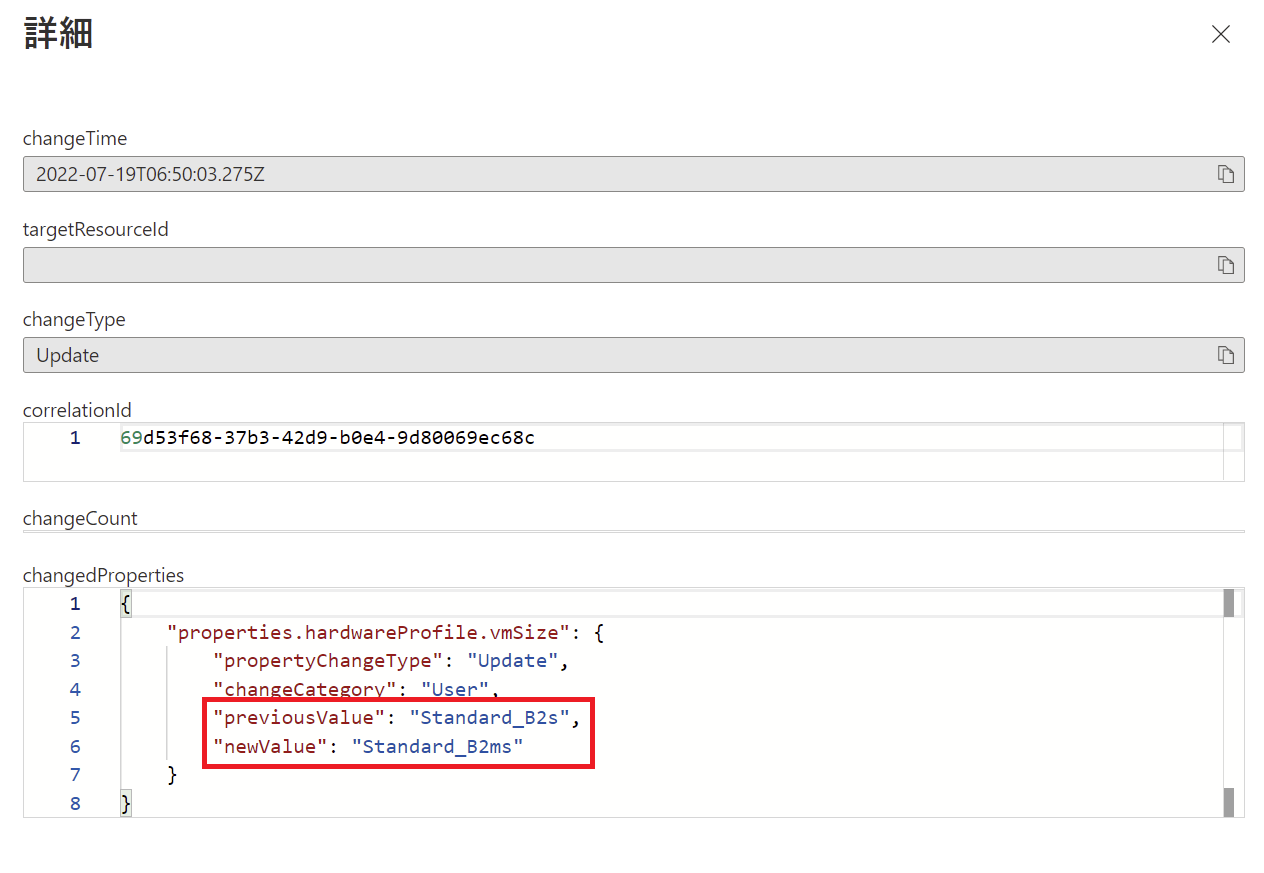 詳細
changeTime
2022-07-19T06:50:03.275Z
targetResourceId
changeType
Update
correlationId
1 69d53f68-37b3-42d9-b0e4-9d80069ec68c
changeCount
changedProperties
1 {
2 "properties.hardwareProfile.vmSize": {
3 "propertyChangeType": "Update",
4 "changeCategory": "User",
5 "previousValue": "Standard_B2s",
6 "newValue": "Standard_B2ms"
7 }
8 }